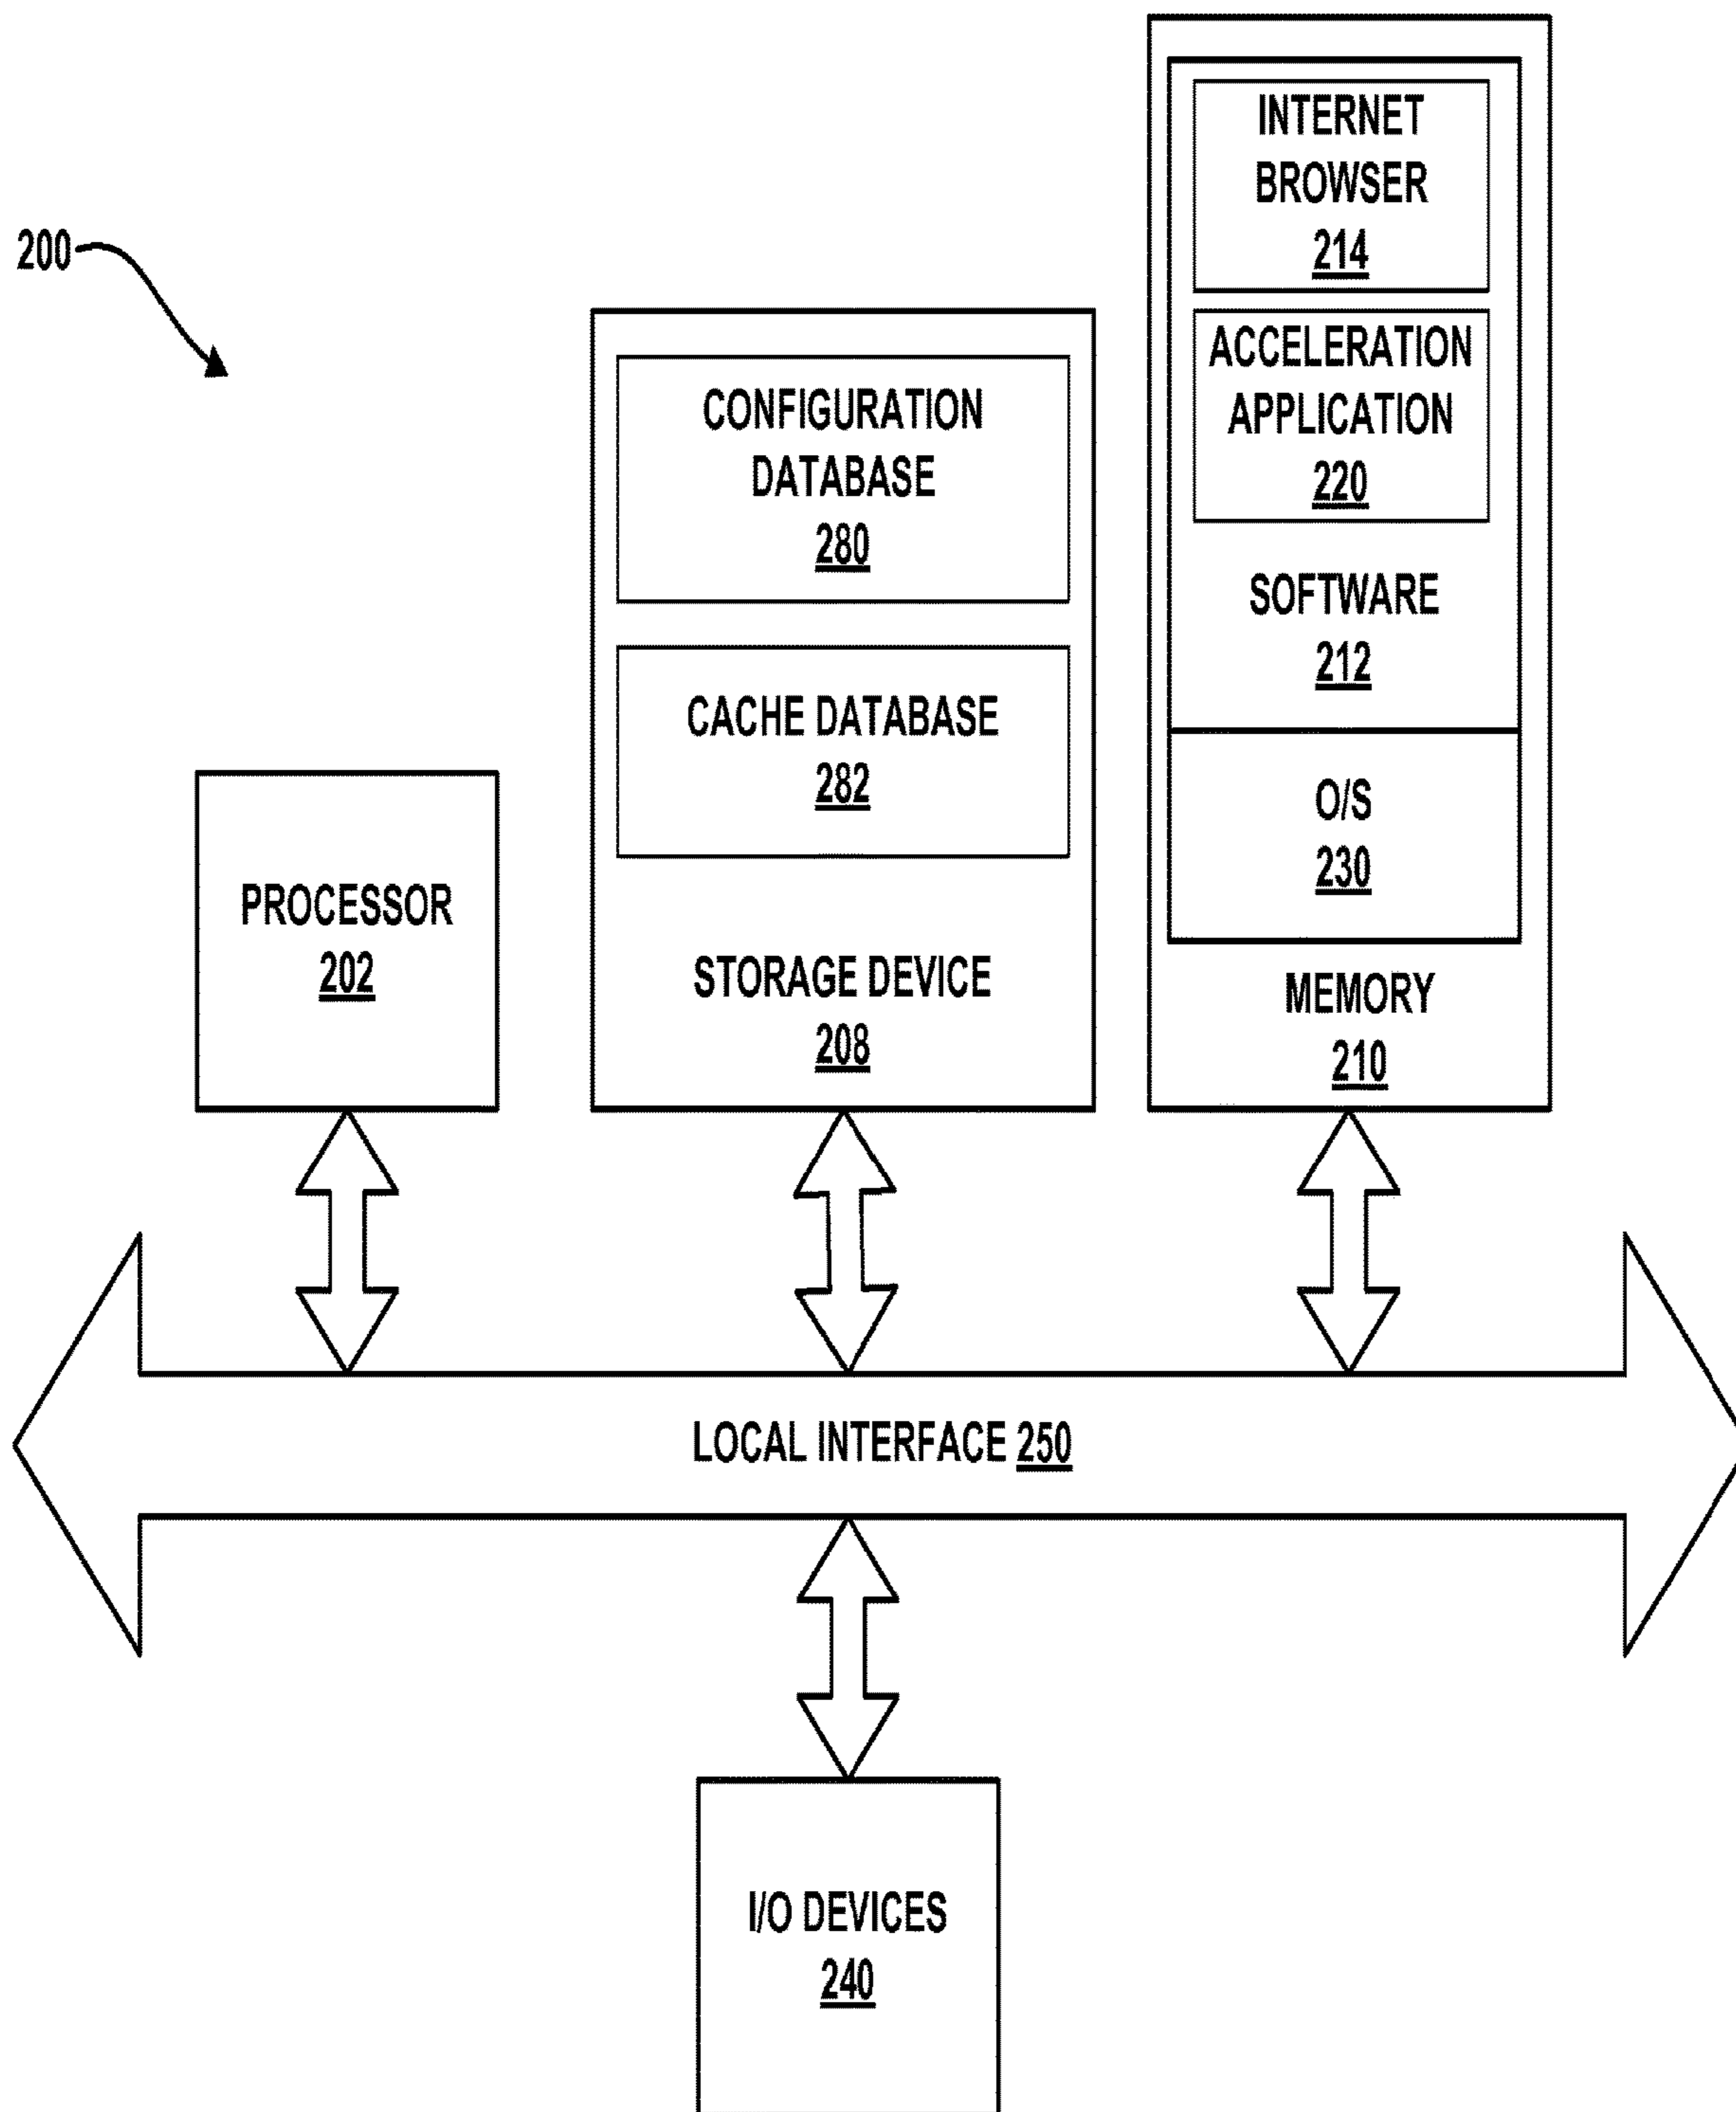 200
INTERNET
BROWSER
214
ACCELERATION
APPLICATION
220
SOFTWARE
212
O/S
230
MEMORY
210
CONFIGURATION
DATABASE
280
CACHE DATABASE
282
STORAGE DEVICE
208
PROCESSOR
202
LOCAL INTERFACE 250
I/O DEVICES
240